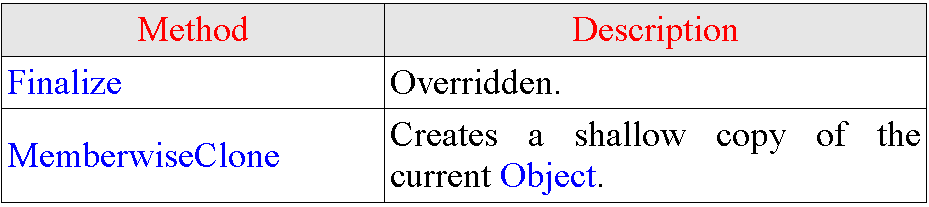 Method Description
Finalize Overridden.
MemberwiseClone Creates a shallow copy of the
current Object.